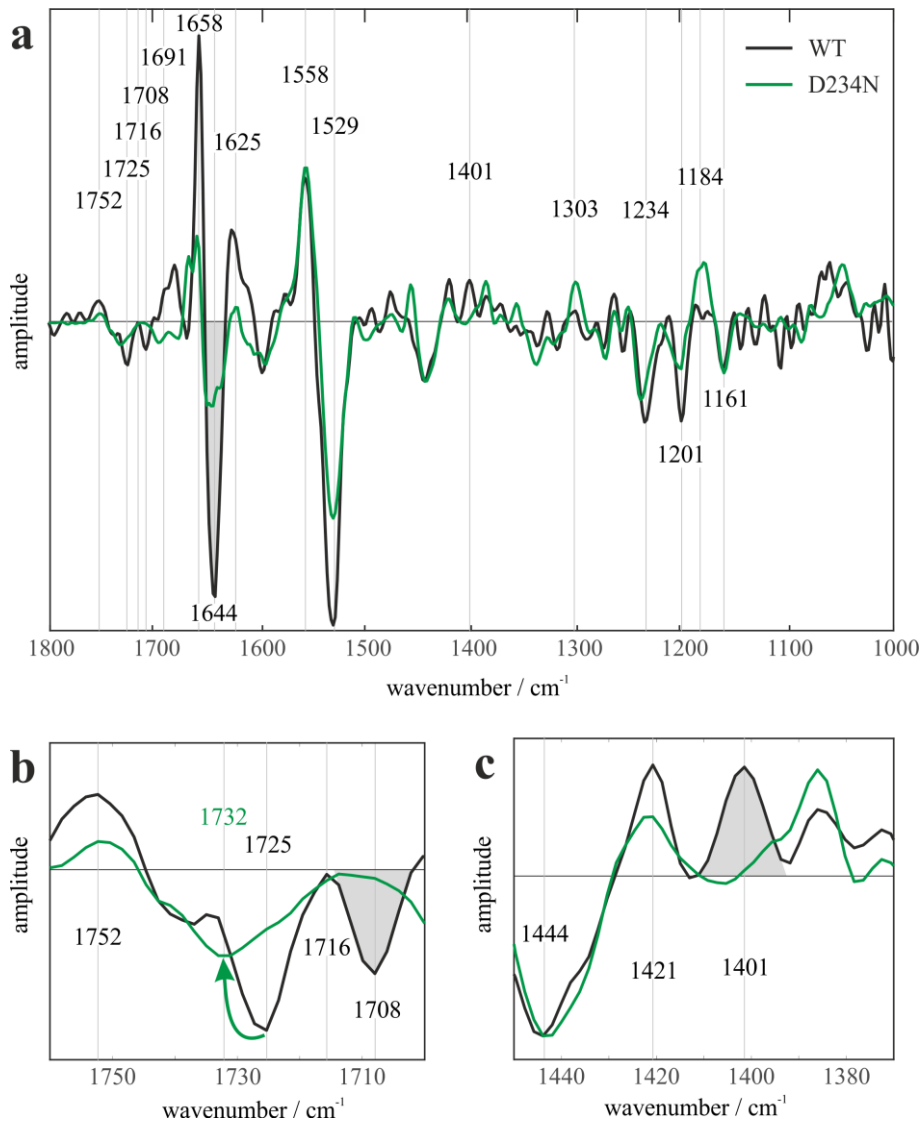 a
1658
1691
1708
1716
1725
1752
1625
1558
1529
1401
1303
1234
1184
WT
D234N
1644
1201
1161
amplitude
1800 1700 1600 1500 1400 1300 1200 1100 1000
wavenumber / cm-1
b
1732
1725
1752
1716
1708
amplitude
1750 1730 1710
wavenumber / cm-1
c
1444
1421
1401
amplitude
1440 1420 1400 1380
wavenumber / cm-1